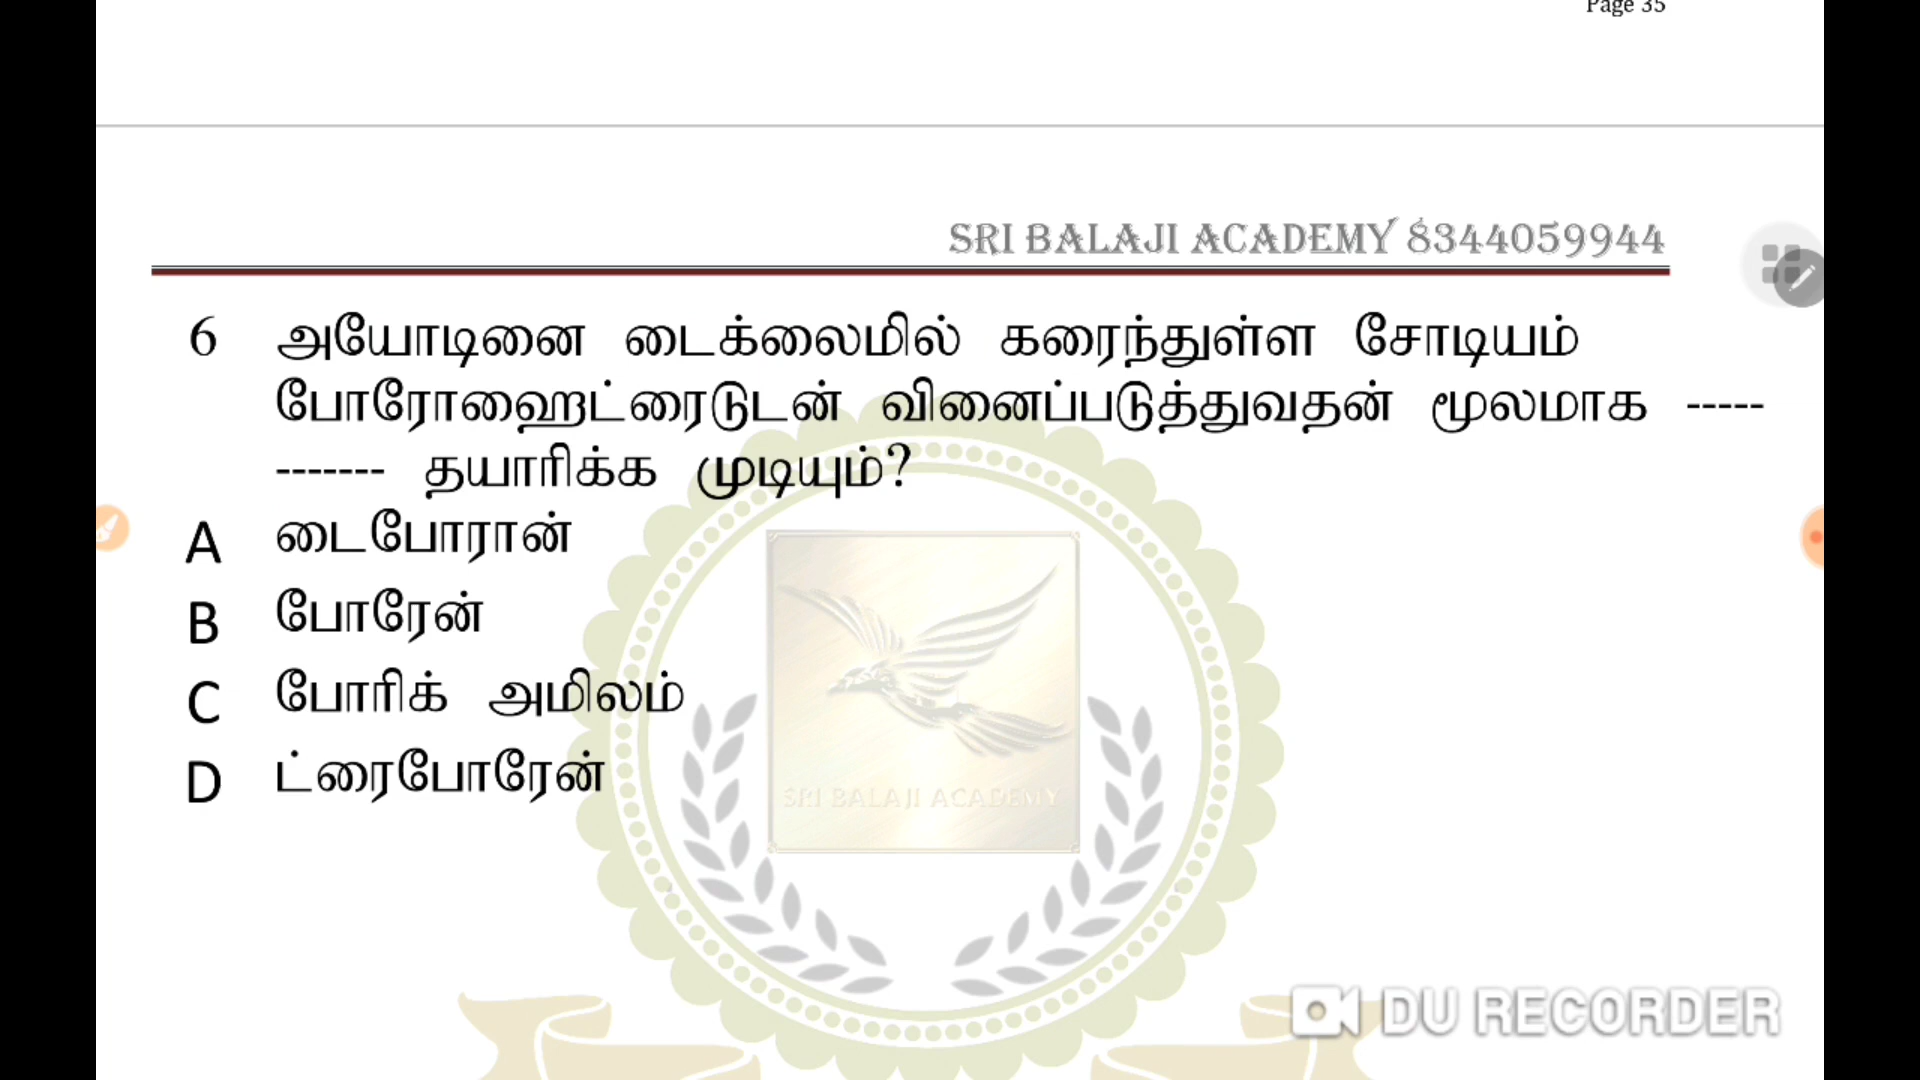 Page 35
SRI BALAJI ACADEMY 8344059944
6 அயோடினை டைக்லைமில் கரைந்துள்ள சோடியம்
போரோஹைட்ரைடுடன் வினைப்படுத்துவதன் மூலமாக -----
------- தயாரிக்க முடியும்?
A டைபோரான்
B போரேன்
C போரிக் அமிலம்
D ட்ரைபோரேன்
SRI BALAJI ACADEMY
DU RECORDER